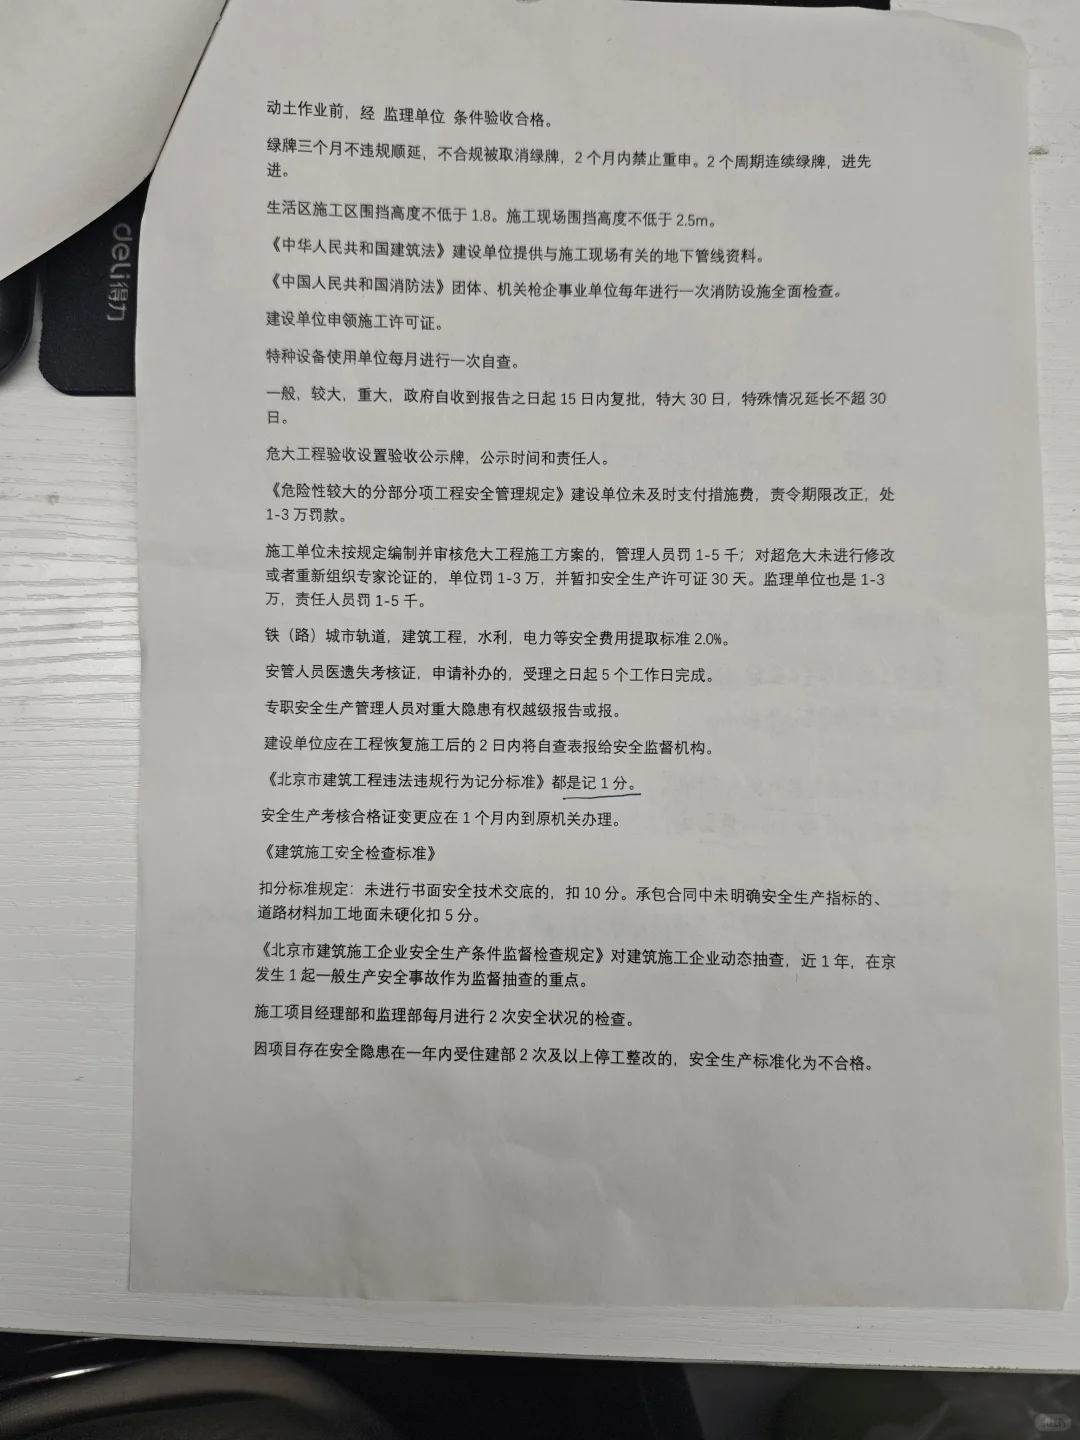 deli得力
动土作业前，经 监理单位 条件验收合格。
绿牌三个月不违规顺延，不合规被取消绿牌，2个月内禁止重申。2个周期连续绿牌，进先
进。
生活区施工区围挡高度不低于1.8。施工现场围挡高度不低于2.5m。
《中华人民共和国建筑法》建设单位提供与施工现场有关的地下管线资料。
《中国人民共和国消防法》团体、机关枪企事业单位每年进行一次消防设施全面检查。
建设单位申领施工许可证。
特种设备使用单位每月进行一次自查。
一般，较大，重大，政府自收到报告之日起15日内复批，特大30日，特殊情况延长不超30
日。
危大工程验收设置验收公示牌，公示时间和责任人。
《危险性较大的分部分项工程安全管理规定》建设单位未及时支付措施费，责令期限改正，处
1-3万罚款。
施工单位未按规定编制并审核危大工程施工方案的，管理人员罚1-5千；对超危大未进行修改
或者重新组织专家论证的，单位罚1-3万，并暂扣安全生产许可证30天。监理单位也是1-3
万，责任人员罚1-5千。
铁（路）城市轨道，建筑工程，水利，电力等安全费用提取标准2.0%。
安管人员医遗失考核证，申请补办的，受理之日起5个工作日完成。
专职安全生产管理人员对重大隐患有权越级报告或报。
建设单位应在工程恢复施工后的2日内将自查表报给安全监督机构。
《北京市建筑工程违法违规行为记分标准》都是记1分。
安全生产考核合格证变更应在1个月内到原机关办理。
《建筑施工安全检查标准》
扣分标准规定：未进行书面安全技术交底的，扣10分。承包合同中未明确安全生产指标的、
道路材料加工地面未硬化扣5分。
《北京市建筑施工企业安全生产条件监督检查规定》对建筑施工企业动态抽查，近1年，在京
发生1起一般生产安全事故作为监督抽查的重点。
施工项目经理部和监理部每月进行2次安全状况的检查。
因项目存在安全隐患在一年内受住建部2次及以上停工整改的，安全生产标准化为不合格。